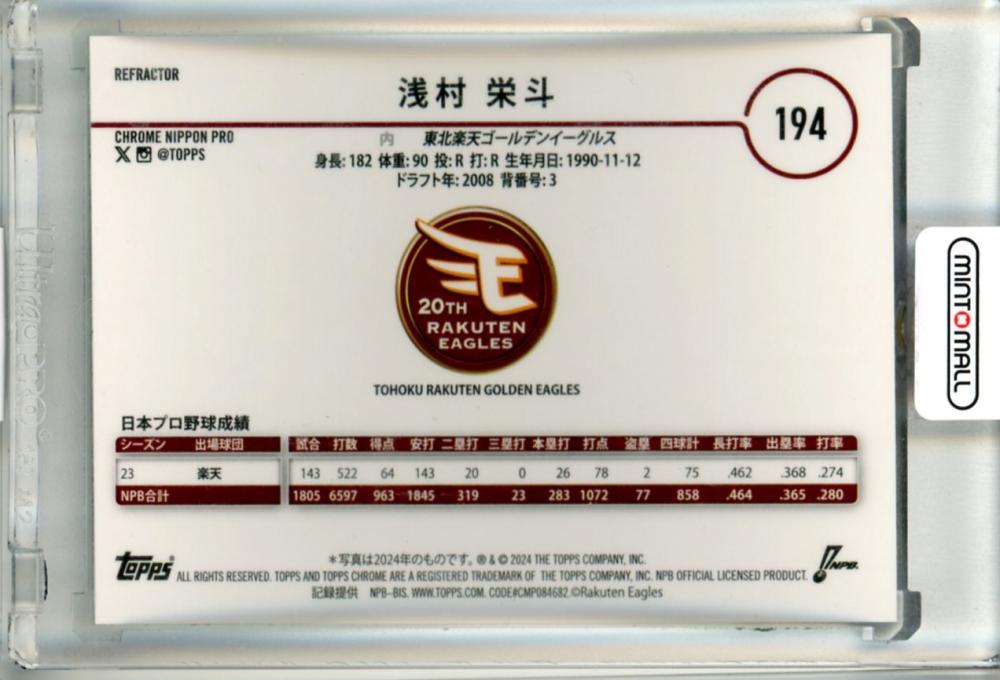 REFRACTOR
浅村 栄斗
194
CHROME NIPPON PRO
@TOPPS
内 東北楽天ゴールデンイーグルス
身長: 182 体重: 90 投: R 打: R 生年月日: 1990-11-12
ドラフト年: 2008 背番号: 3
20TH
RAKUTEN
EAGLES
TOHOKU RAKUTEN GOLDEN EAGLES
MINTOMALL
日本プロ野球成績
シーズン 出場球団 試合 打数 得点 安打 二塁打 三塁打 本塁打 打点 盗塁 四球計 長打率 出塁率 打率
23 楽天 143 522 64 143 20 0 26 78 2 75 .462 .368 .274
NPB合計 1805 6597 963 1845 319 23 283 1072 77 858 .464 .365 .280
＊写真は2024年のものです。 ® & © 2024 THE TOPPS COMPANY, INC.
topps ALL RIGHTS RESERVED. TOPPS AND TOPPS CHROME ARE A REGISTERED TRADEMARK OF THE TOPPS COMPANY, INC. NPB OFFICIAL LICENSED PRODUCT. NPB.
記録提供 NPB-BIS. WWW.TOPPS.COM. CODE#CMP084682.©Rakuten Eagles